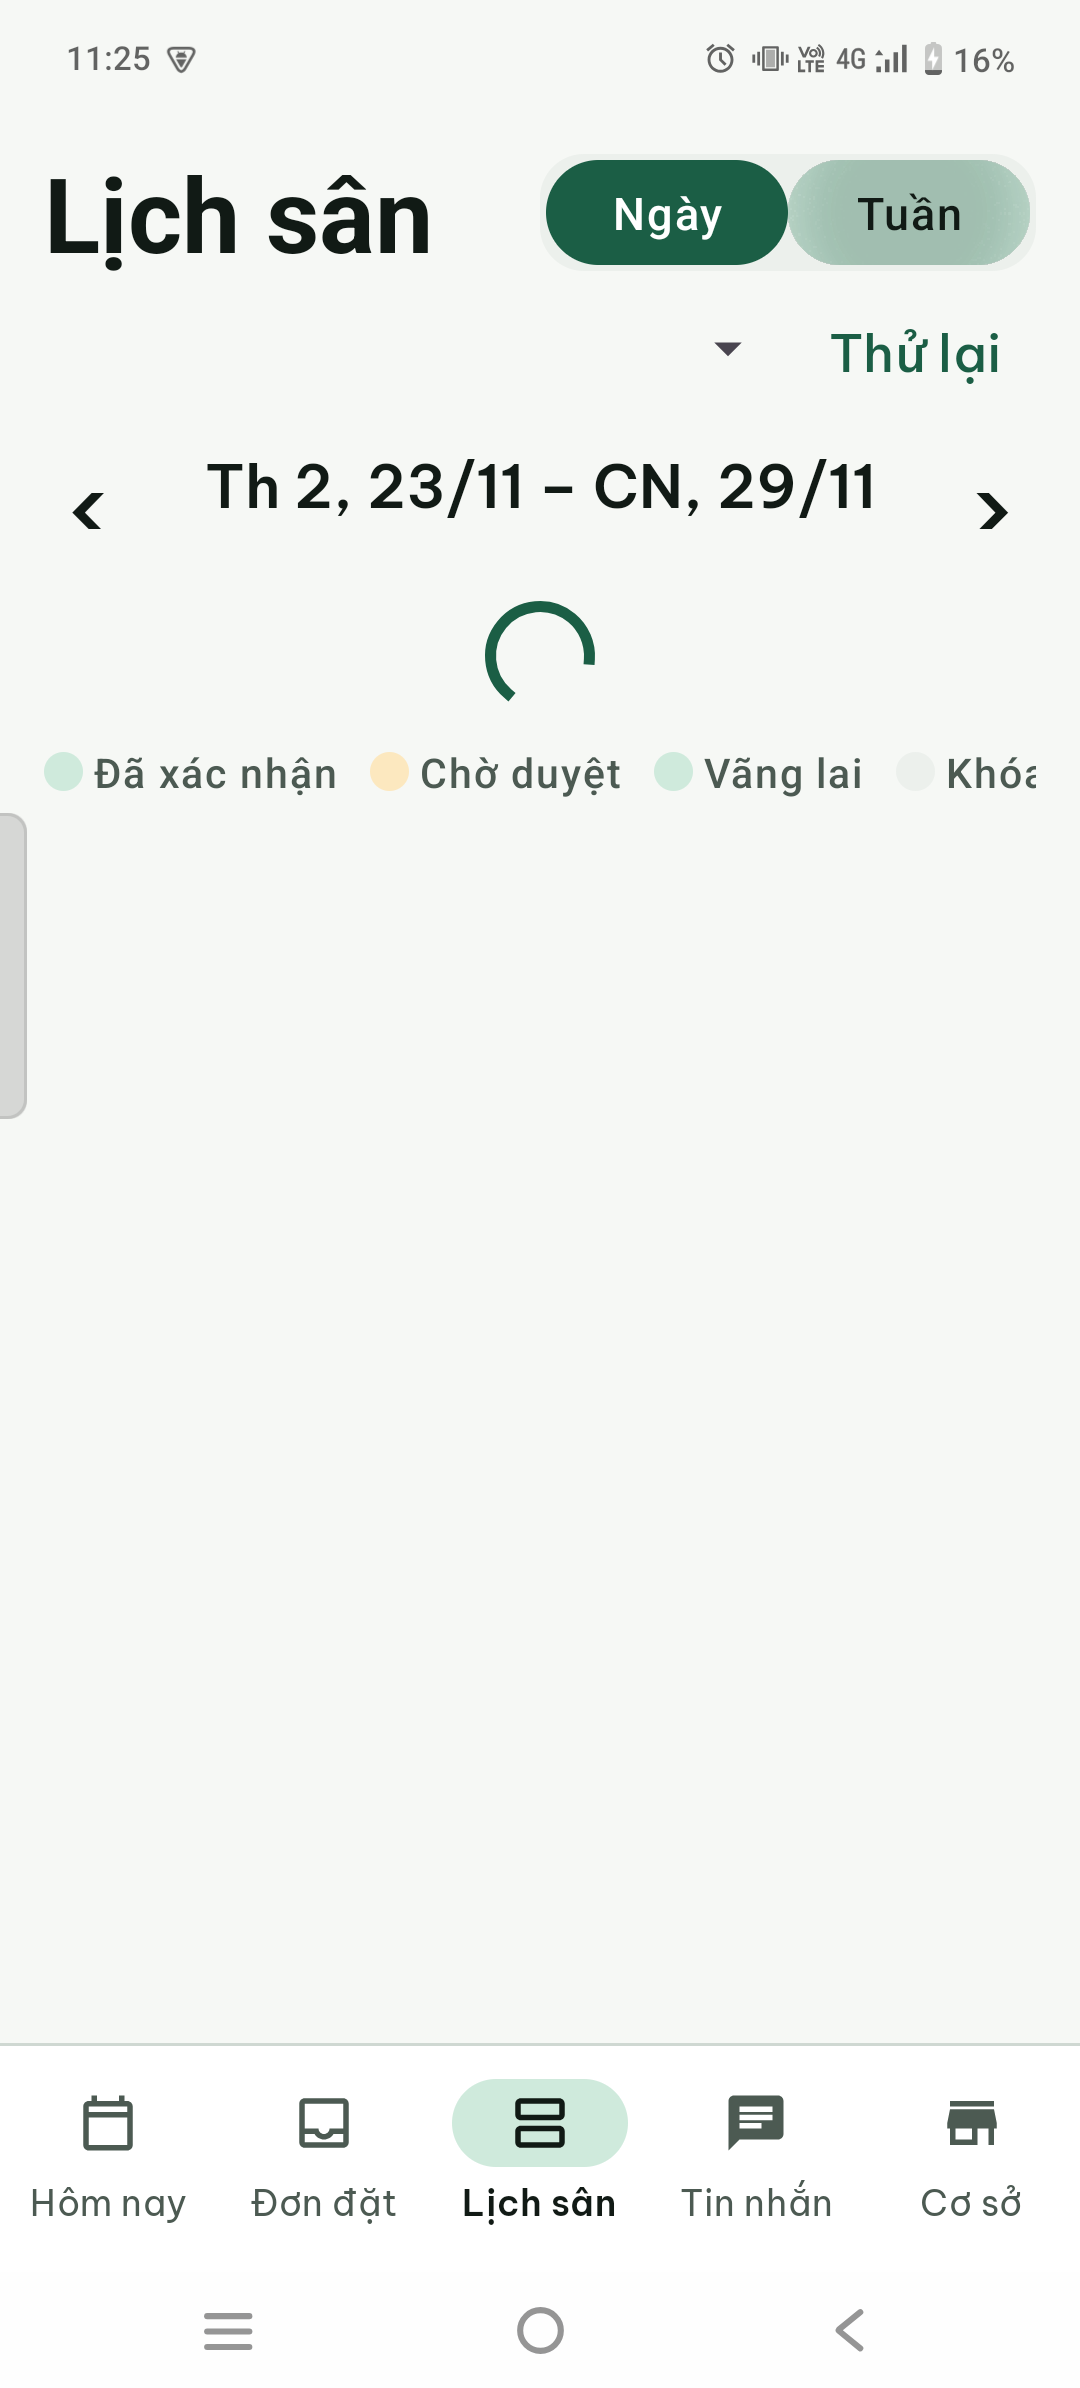 11:25 4G 16%
Lịch sân
Ngày Tuần
Thử lại
Th 2, 23/11 – CN, 29/11
Đã xác nhận Chờ duyệt Vãng lai Khóa
Hôm nay Đơn đặt Lịch sân Tin nhắn Cơ sở